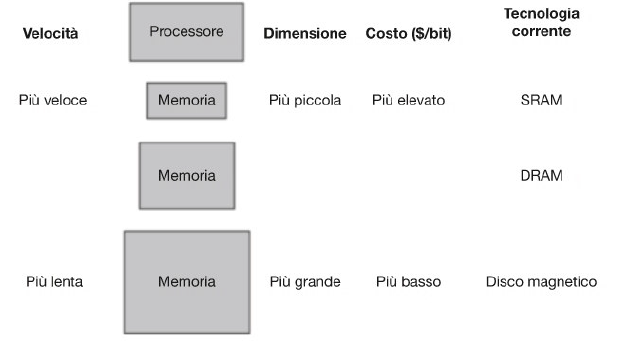 Velocità
Processore
Dimensione
Costo ($/bit)
Tecnologia
corrente
Più veloce
Memoria
Più piccola
Più elevato
SRAM
Memoria
DRAM
Più lenta
Memoria
Più grande
Più basso
Disco magnetico